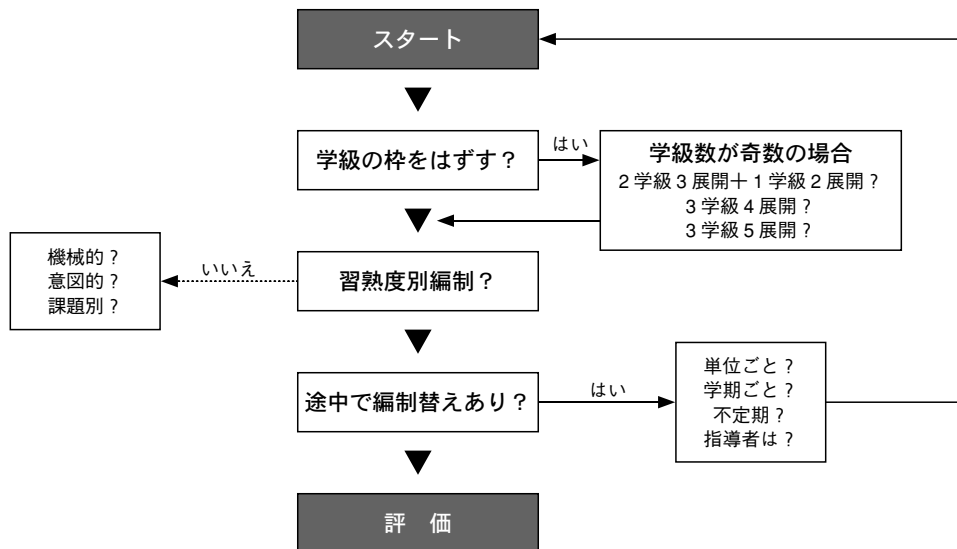 スタート
学級の枠をはずす？
はい
学級数が奇数の場合
2学級3展開＋1学級2展開？
3学級4展開？
3学級5展開？
機械的？
意図的？
課題別？
いいえ
習熟度別編制？
途中で編制替えあり？
はい
単位ごと？
学期ごと？
不定期？
指導者は？
評　価